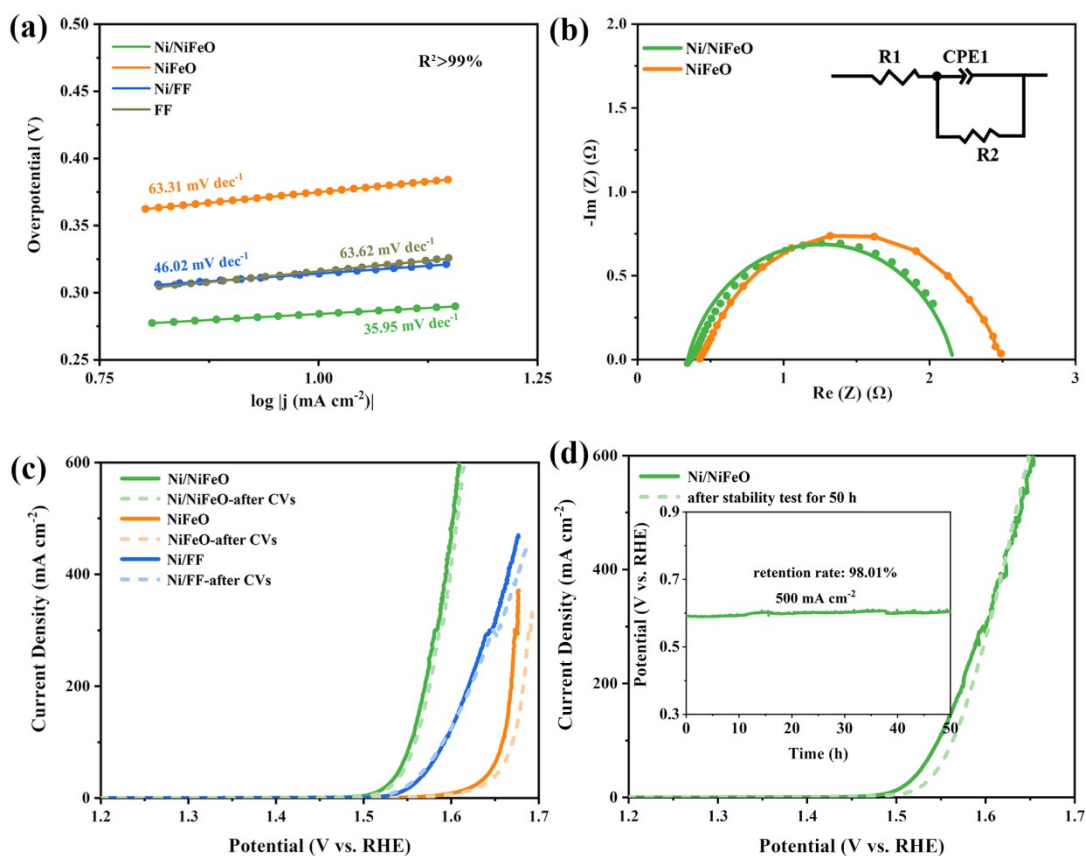 (a)
Ni/NiFeO
NiFeO
Ni/FF
FF
R²>99%
63.31 mV dec⁻¹
46.02 mV dec⁻¹
63.62 mV dec⁻¹
35.95 mV dec⁻¹
Overpotential (V)
0.50
0.45
0.40
0.35
0.30
0.25
0.75
1.00
1.25
log |j (mA cm⁻²)|
(b)
Ni/NiFeO
NiFeO
R1
CPE1
R2
-Im (Z) (Ω)
2.0
1.5
1.0
0.5
0.0
0
1
2
3
Re (Z) (Ω)
(c)
Ni/NiFeO
Ni/NiFeO-after CVs
NiFeO
NiFeO-after CVs
Ni/FF
Ni/FF-after CVs
Current Density (mA cm⁻²)
600
400
200
0
1.2
1.3
1.4
1.5
1.6
1.7
Potential (V vs. RHE)
(d)
Ni/NiFeO
after stability test for 50 h
Current Density (mA cm⁻²)
600
400
200
0
Potential (V vs. RHE)
0.9
0.7
0.5
0.3
retention rate: 98.01%
500 mA cm⁻²
0
10
20
30
40
50
Time (h)
1.2
1.3
1.4
1.5
1.6
1.7
Potential (V vs. RHE)